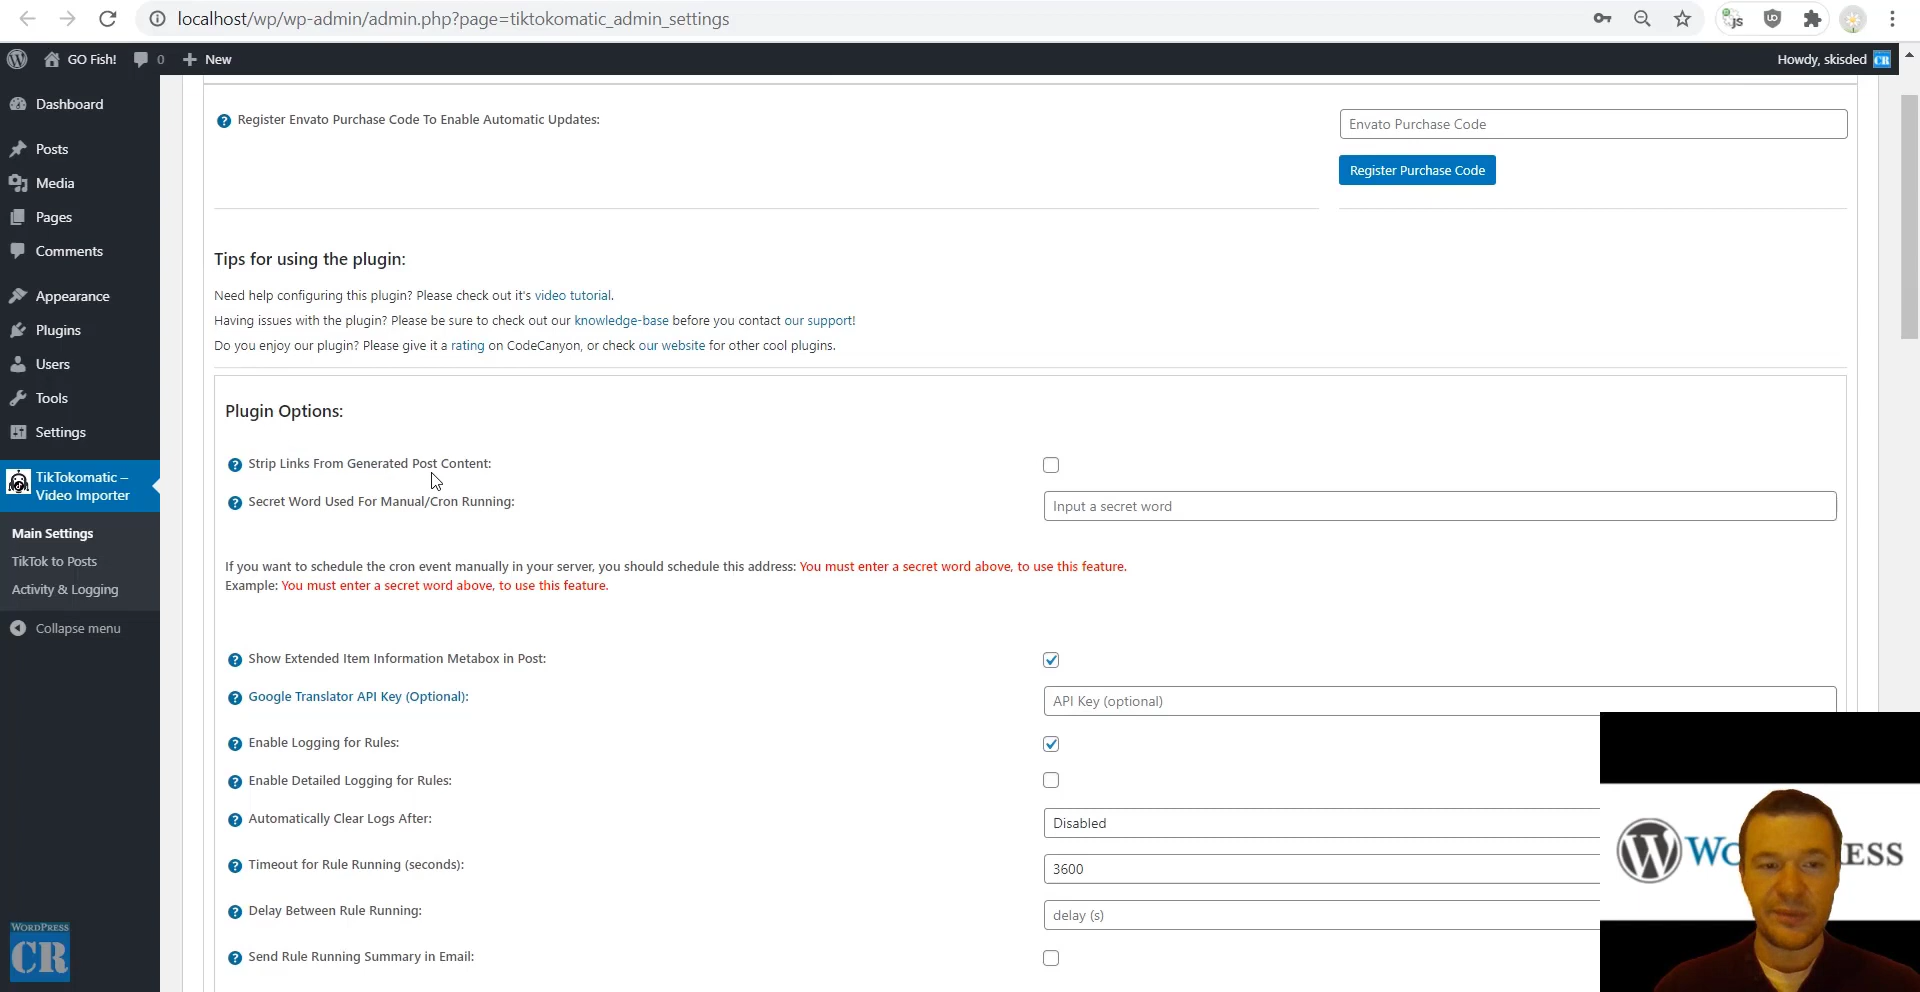 localhost/wp/wp-admin/admin.php?page=tiktokomatic_admin_settings
GO Fish! 0 New Howdy, skisded CR
Dashboard
Posts
Media
Pages
Comments
Appearance
Plugins
Users
Tools
Settings
TikTokomatic –
Video Importer
Main Settings
TikTok to Posts
Activity & Logging
Collapse menu
WORDPRESS
CR
Register Envato Purchase Code To Enable Automatic Updates:
Envato Purchase Code
Register Purchase Code
Tips for using the plugin:
Need help configuring this plugin? Please check out it's video tutorial.
Having issues with the plugin? Please be sure to check out our knowledge-base before you contact our support!
Do you enjoy our plugin? Please give it a rating on CodeCanyon, or check our website for other cool plugins.
Plugin Options:
Strip Links From Generated Post Content:
Secret Word Used For Manual/Cron Running:
Input a secret word
If you want to schedule the cron event manually in your server, you should schedule this address: You must enter a secret word above, to use this feature.
Example: You must enter a secret word above, to use this feature.
Show Extended Item Information Metabox in Post:
Google Translator API Key (Optional):
API Key (optional)
Enable Logging for Rules:
Enable Detailed Logging for Rules:
Automatically Clear Logs After:
Disabled
Timeout for Rule Running (seconds):
3600
Delay Between Rule Running:
delay (s)
Send Rule Running Summary in Email:
W Wo ESS